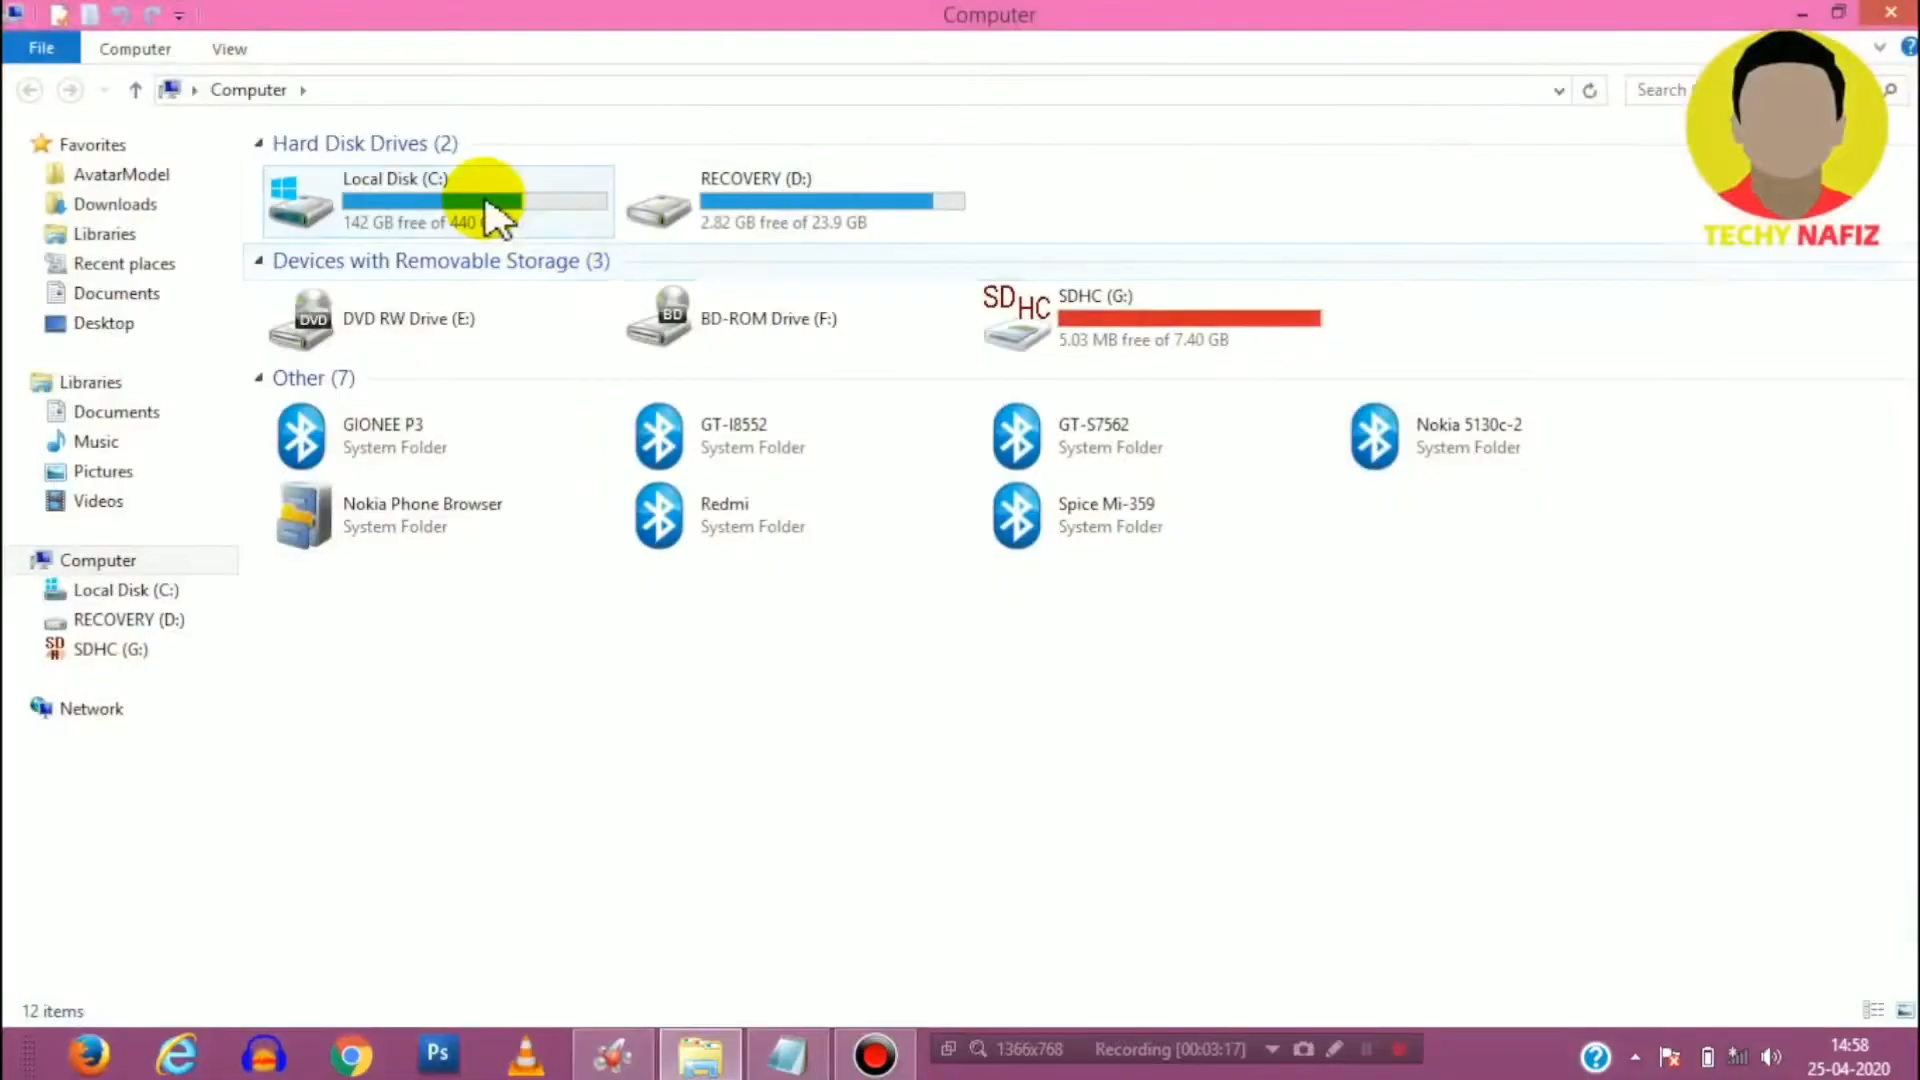 Computer
File Computer View
Computer
Search
Favorites
AvatarModel
Downloads
Libraries
Recent places
Documents
Desktop
Libraries
Documents
Music
Pictures
Videos
Computer
Local Disk (C:)
RECOVERY (D:)
SDHC (G:)
Network
Hard Disk Drives (2)
Local Disk (C:)
142 GB free of 440
RECOVERY (D:)
2.82 GB free of 23.9 GB
Devices with Removable Storage (3)
DVD
DVD RW Drive (E:)
BD
BD-ROM Drive (F:)
SDHC
SDHC (G:)
5.03 MB free of 7.40 GB
Other (7)
GIONEE P3
System Folder
GT-I8552
System Folder
GT-S7562
System Folder
Nokia 5130c-2
System Folder
Nokia Phone Browser
System Folder
Redmi
System Folder
Spice Mi-359
System Folder
TECHY NAFIZ
12 items
Ps
1366x768 Recording [00:03:17]
14:58
25-04-2020